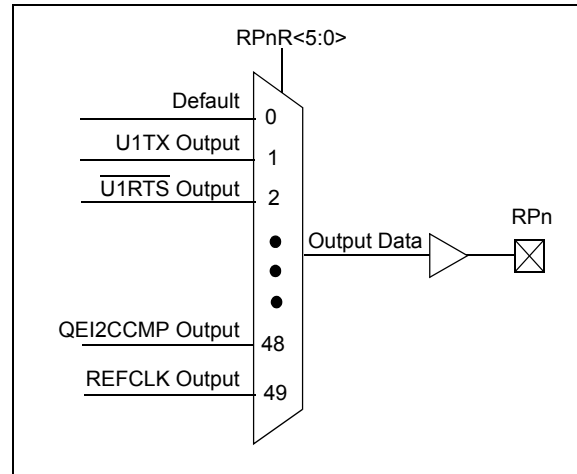 RPnR<5:0>
Default
0
U1TX Output
1
U1RTS Output
2
RPn
Output Data
QEI2CCMP Output
48
REFCLK Output
49